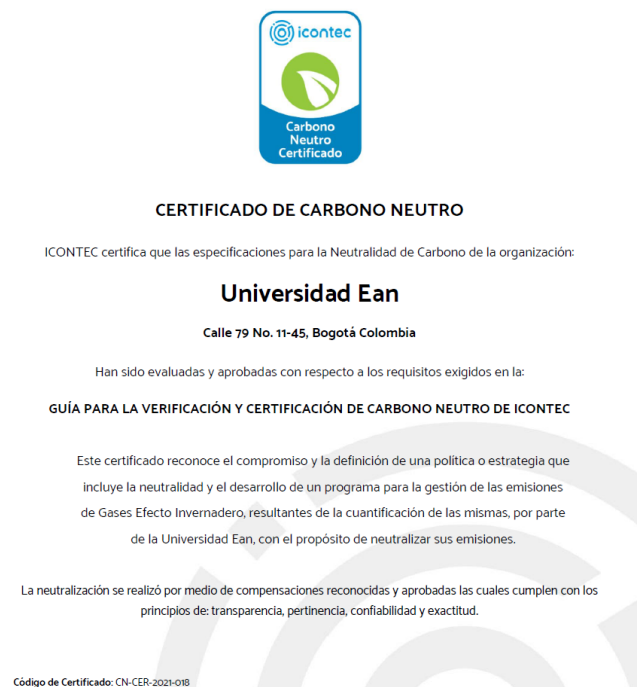 icontec
Carbono
Neutro
Certificado
CERTIFICADO DE CARBONO NEUTRO
ICONTEC certifica que las especificaciones para la Neutralidad de Carbono de la organización:
Universidad Ean
Calle 79 No. 11-45, Bogotá Colombia
Han sido evaluadas y aprobadas con respecto a los requisitos exigidos en la:
GUÍA PARA LA VERIFICACIÓN Y CERTIFICACIÓN DE CARBONO NEUTRO DE ICONTEC
Este certificado reconoce el compromiso y la definición de una política o estrategia que
incluye la neutralidad y el desarrollo de un programa para la gestión de las emisiones
de Gases Efecto Invernadero, resultantes de la cuantificación de las mismas, por parte
de la Universidad Ean, con el propósito de neutralizar sus emisiones.
La neutralización se realizó por medio de compensaciones reconocidas y aprobadas las cuales cumplen con los
principios de: transparencia, pertinencia, confiabilidad y exactitud.
Código de Certificado: CN-CER-2021-018